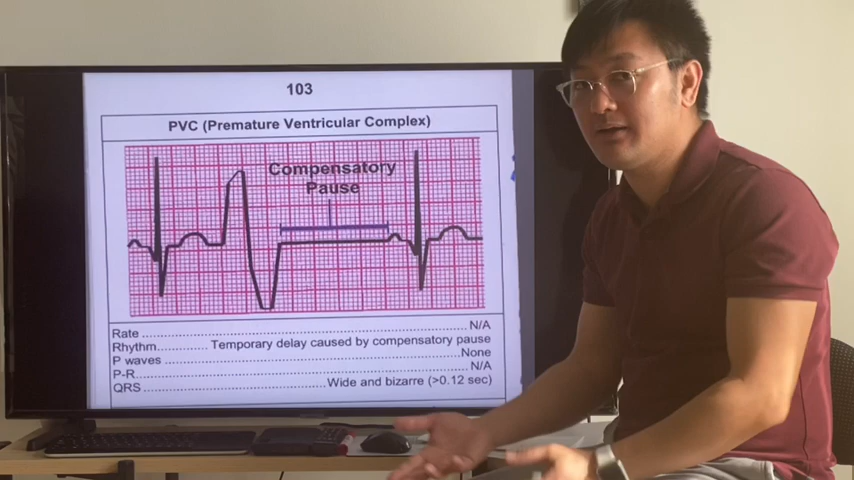 103
PVC (Premature Ventricular Complex)
Compensatory
Pause
Rate ........................................................................ N/A
Rhythm............ Temporary delay caused by compensatory pause
P waves ....................................................................None
P-R........................................................................... N/A
QRS .............................................Wide and bizarre (>0.12 sec)